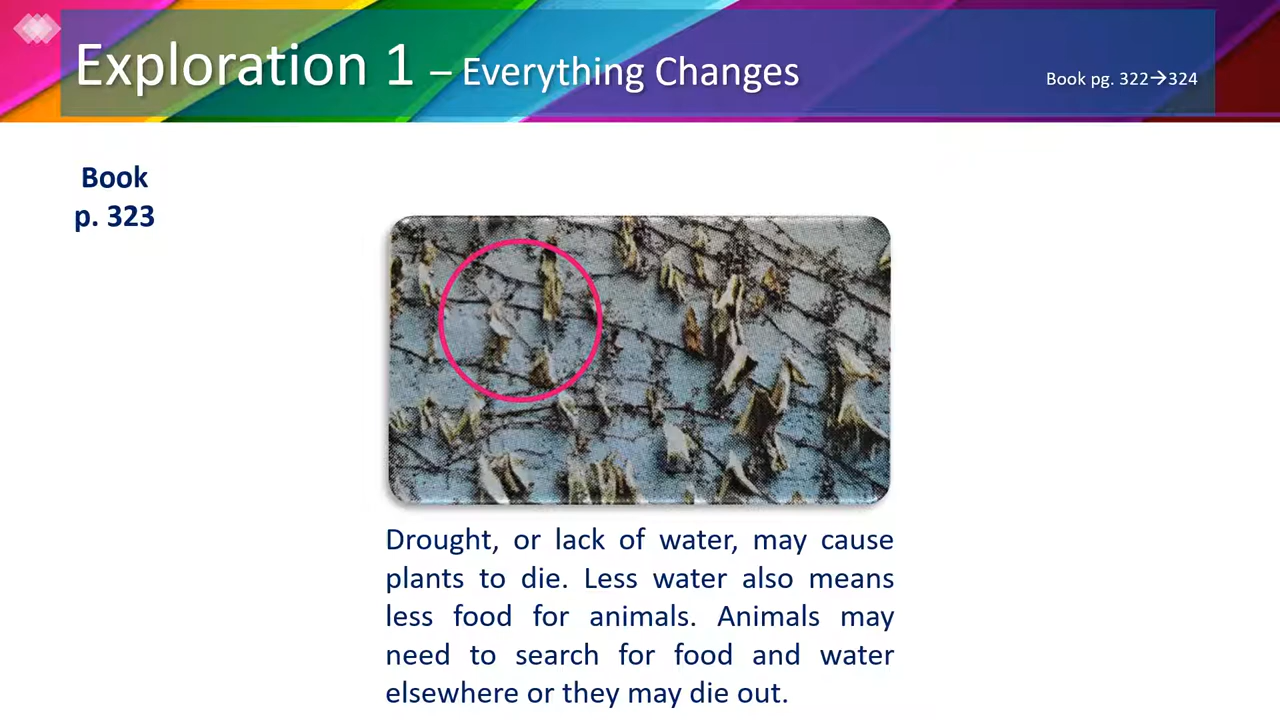 Exploration 1 – Everything Changes
Book pg. 322→324
Book
p. 323
Drought, or lack of water, may cause
plants to die. Less water also means
less food for animals. Animals may
need to search for food and water
elsewhere or they may die out.